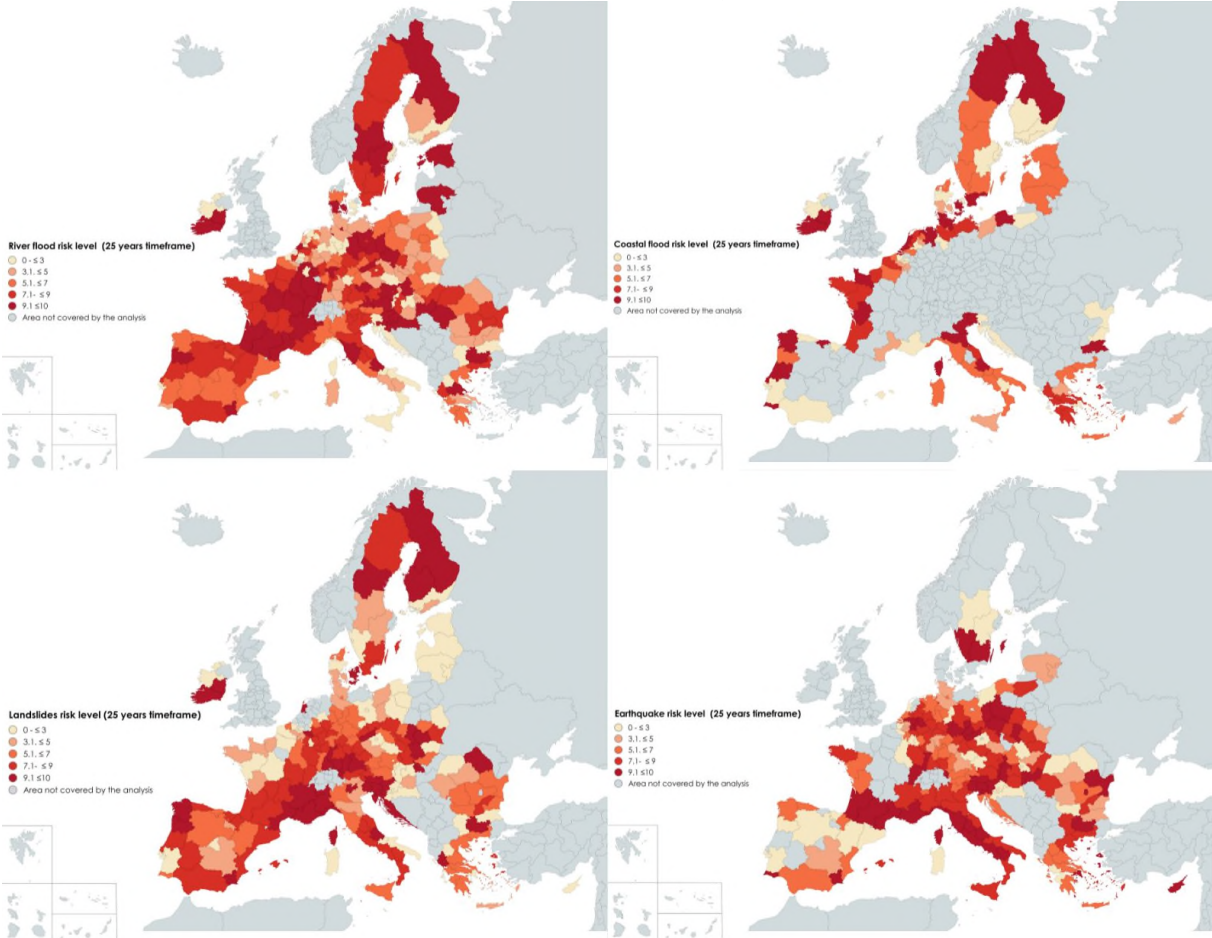 River flood risk level (25 years timeframe)
0 - ≤ 3
3.1. ≤ 5
5.1. ≤ 7
7.1- ≤ 9
9.1 ≤10
Area not covered by the analysis
Coastal flood risk level (25 years timeframe)
0 - ≤ 3
3.1. ≤ 5
5.1. ≤ 7
7.1- ≤ 9
9.1 ≤10
Area not covered by the analysis
Landslides risk level (25 years timeframe)
0 - ≤ 3
3.1. ≤ 5
5.1. ≤ 7
7.1- ≤ 9
9.1 ≤10
Area not covered by the analysis
Earthquake risk level (25 years timeframe)
0 - ≤ 3
3.1. ≤ 5
5.1. ≤ 7
7.1- ≤ 9
9.1 ≤10
Area not covered by the analysis